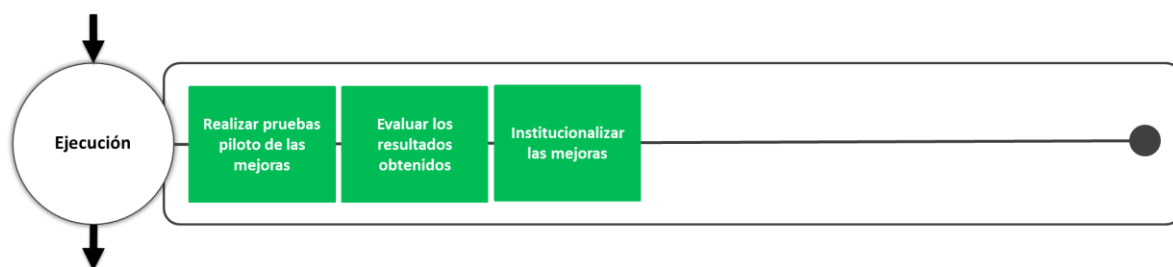 Ejecución
Realizar pruebas
piloto de las
mejoras
Evaluar los
resultados
obtenidos
Institucionalizar
las mejoras